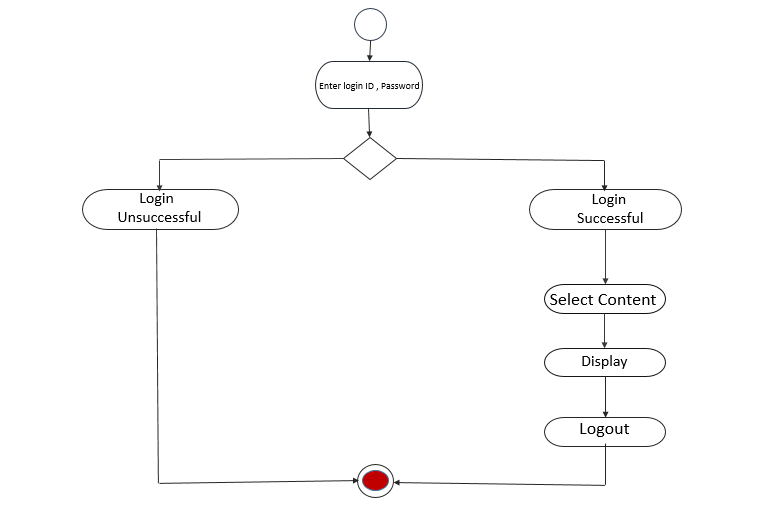 Enter login ID , Password
Login
Unsuccessful
Login
Successful
Select Content
Display
Logout